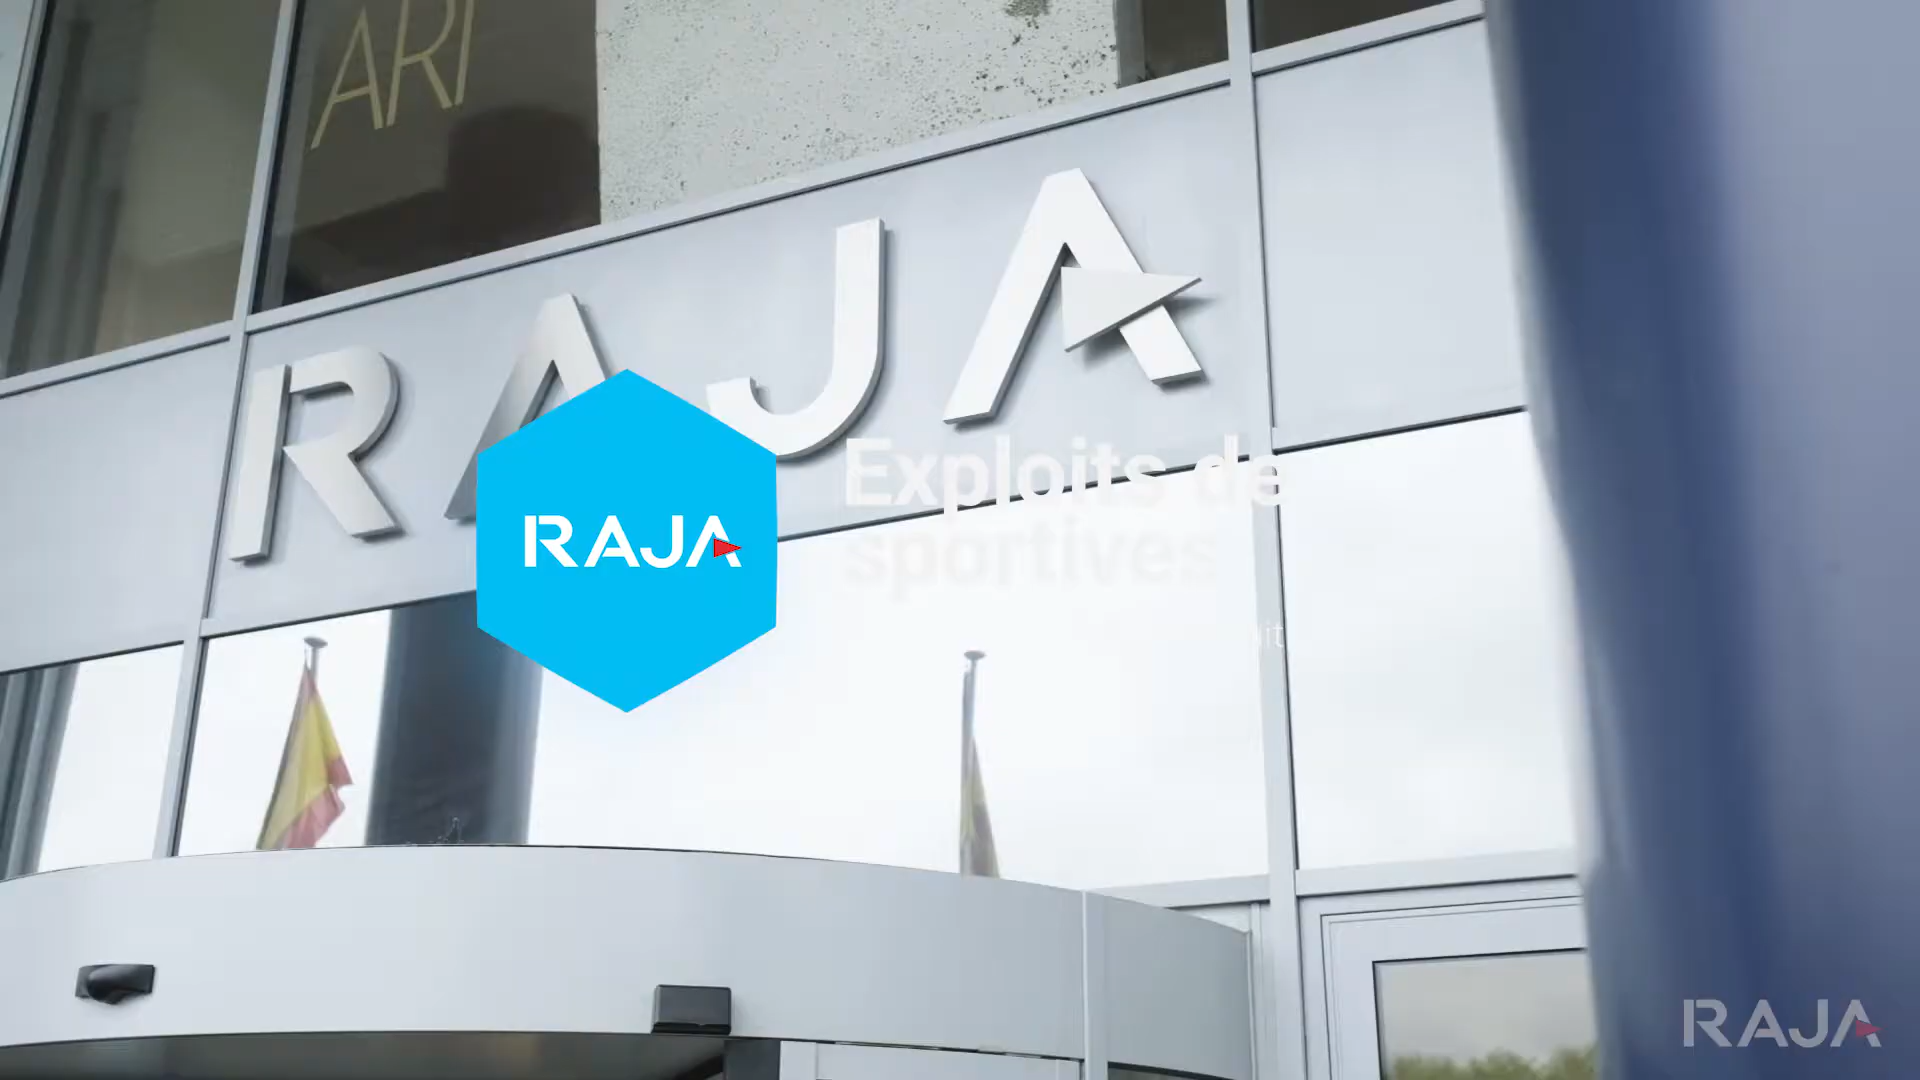 ARI
RAJA
RAJA
Exploits de
sportives
RAJA